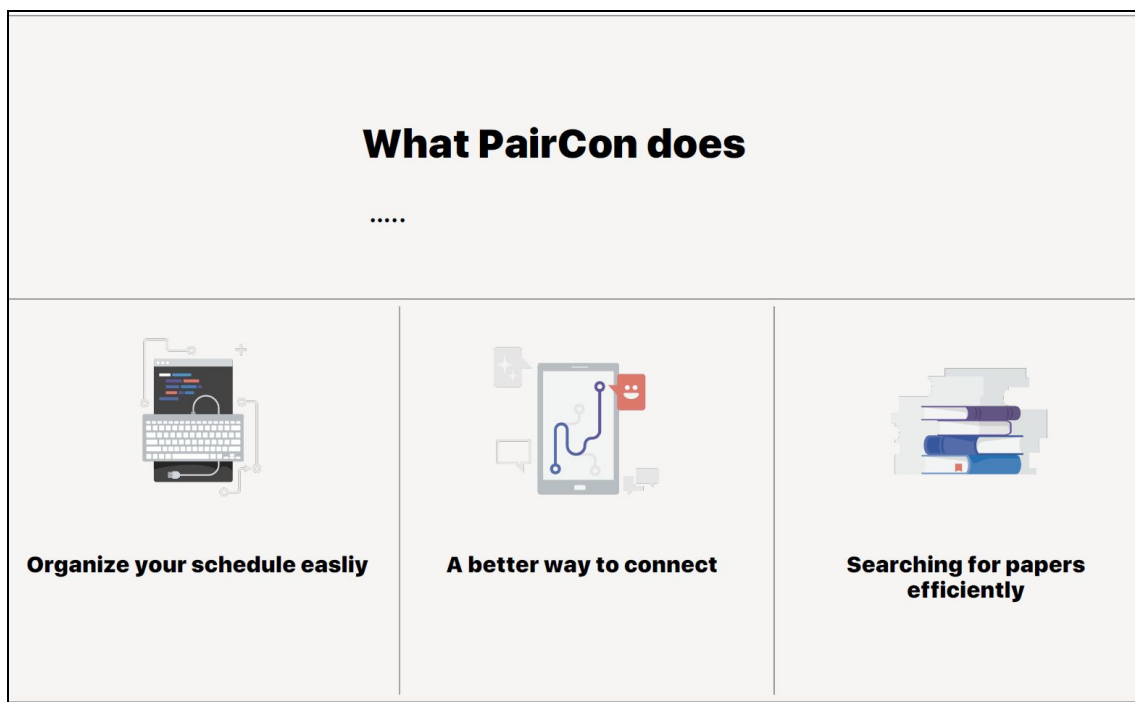 What PairCon does
.....
Organize your schedule easliy
A better way to connect
Searching for papers
efficiently